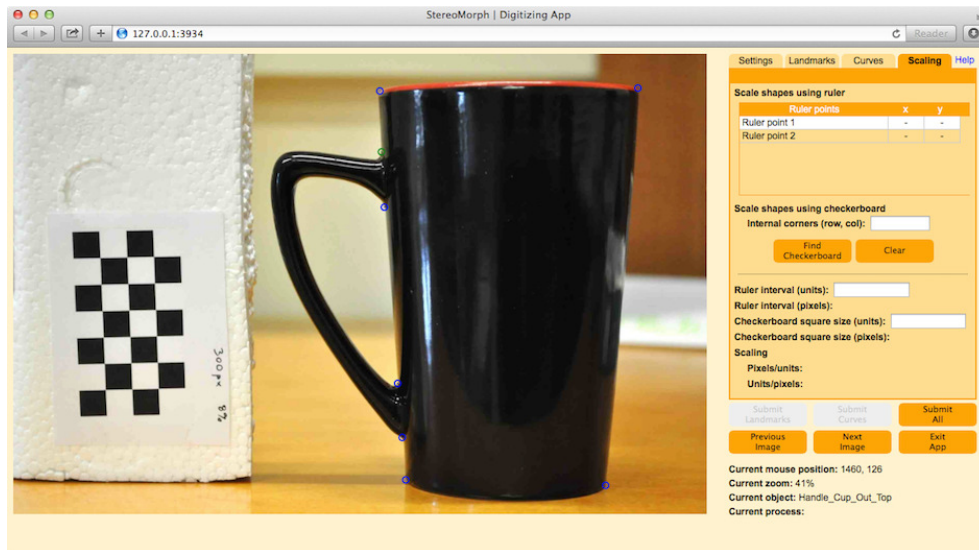 StereoMorph | Digitizing App
127.0.0.1:3934
Reader
Settings Landmarks Curves Scaling Help
Scale shapes using ruler
Ruler points x y
Ruler point 1 - -
Ruler point 2 - -
Scale shapes using checkerboard
Internal corners (row, col):
Find
Checkerboard
Clear
Ruler interval (units):
Ruler interval (pixels):
Checkerboard square size (units):
Checkerboard square size (pixels):
Scaling
Pixels/units:
Units/pixels:
Submit
Landmarks
Submit
Curves
Submit
All
Previous
Image
Next
Image
Exit
App
Current mouse position: 1460, 126
Current zoom: 41%
Current object: Handle_Cup_Out_Top
Current process:
300px